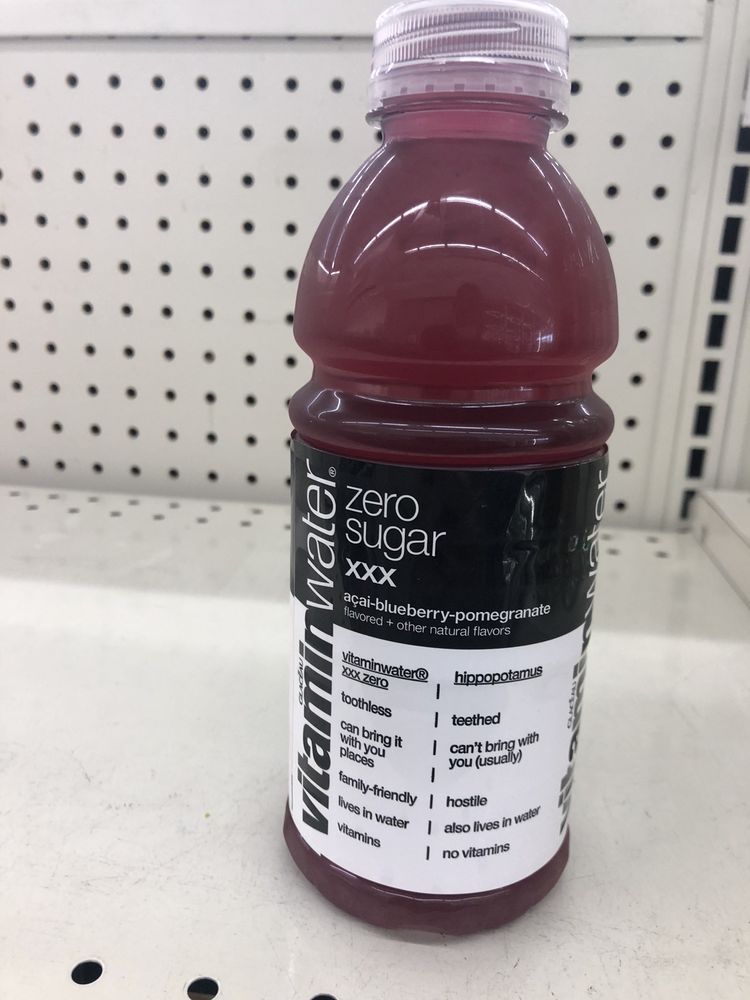 vitaminwater®
zero
sugar
xxx
açai-blueberry-pomegranate
flavored + other natural flavors
vitaminwater®
xxx zero
hippopotamus
toothless
teethed
can bring it
with you
places
can't bring with
you (usually)
family-friendly
hostile
lives in water
also lives in water
vitamins
no vitamins